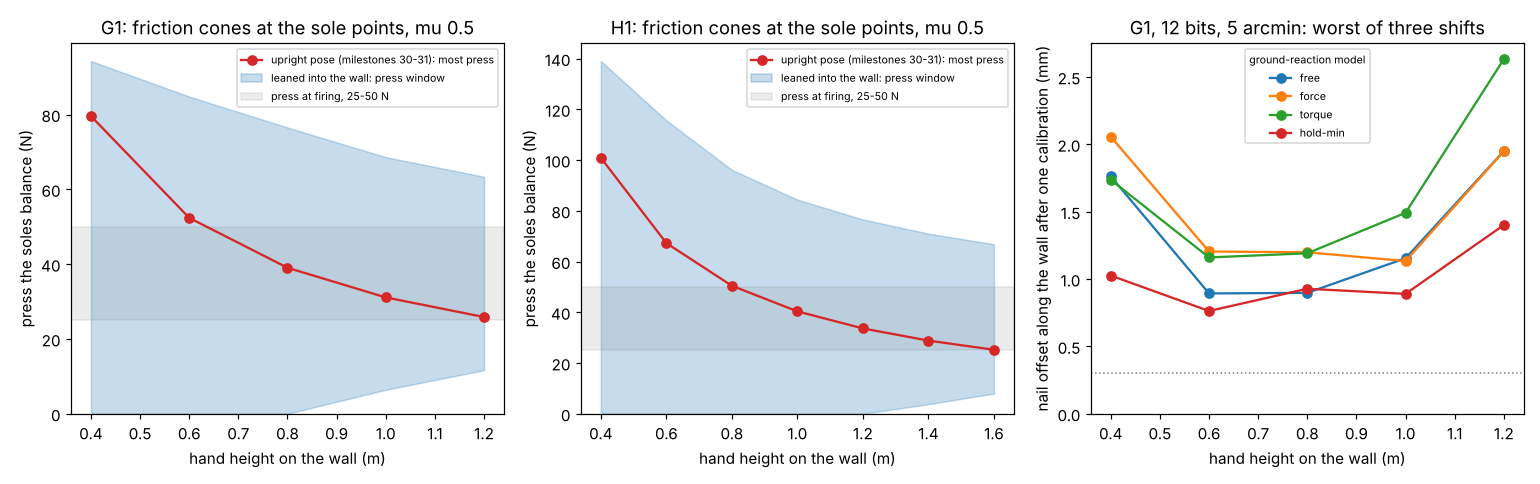 G1: friction cones at the sole points, mu 0.5
press the soles balance (N)
80
60
40
20
0
upright pose (milestones 30-31): most press
leaned into the wall: press window
press at firing, 25-50 N
0.4 0.5 0.6 0.7 0.8 0.9 1.0 1.1 1.2
hand height on the wall (m)
H1: friction cones at the sole points, mu 0.5
press the soles balance (N)
140
120
100
80
60
40
20
0
upright pose (milestones 30-31): most press
leaned into the wall: press window
press at firing, 25-50 N
0.4 0.6 0.8 1.0 1.2 1.4 1.6
hand height on the wall (m)
G1, 12 bits, 5 arcmin: worst of three shifts
nail offset along the wall after one calibration (mm)
2.5
2.0
1.5
1.0
0.5
0.0
ground-reaction model
free
force
torque
hold-min
0.4 0.5 0.6 0.7 0.8 0.9 1.0 1.1 1.2
hand height on the wall (m)